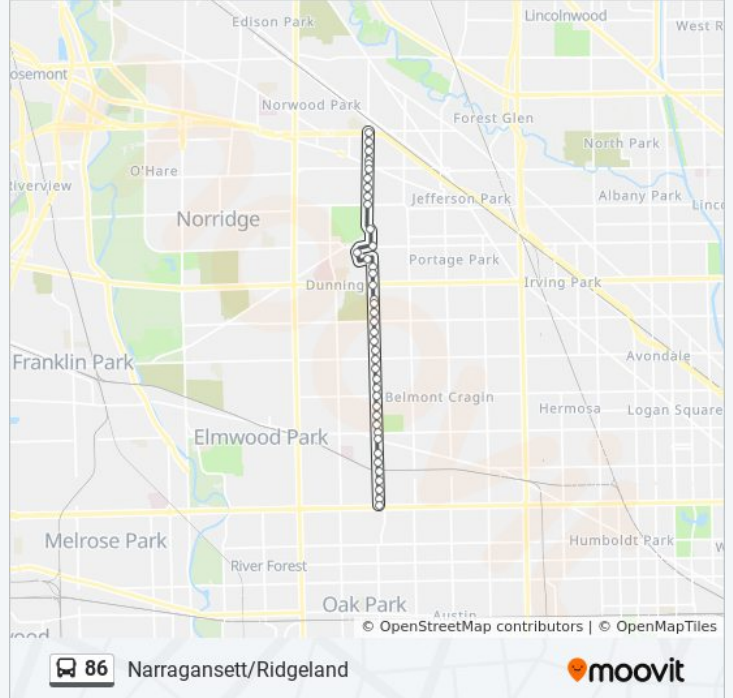 Edison Park
Lincolnwood
West R
osemont
Norwood Park
Forest Glen
North Park
O'Hare
Riverview
Jefferson Park
Albany Park
Linco
Norridge
Portage Park
Dunning
Irving Park
Franklin Park
Avondale
Belmont Cragin
Hermosa
Logan Square
Elmwood Park
Melrose Park
Humboldt Park
W
River Forest
Oak Park
Austin
wood
© OpenStreetMap contributors | © OpenMapTiles
86 Narragansett/Ridgeland
moovit